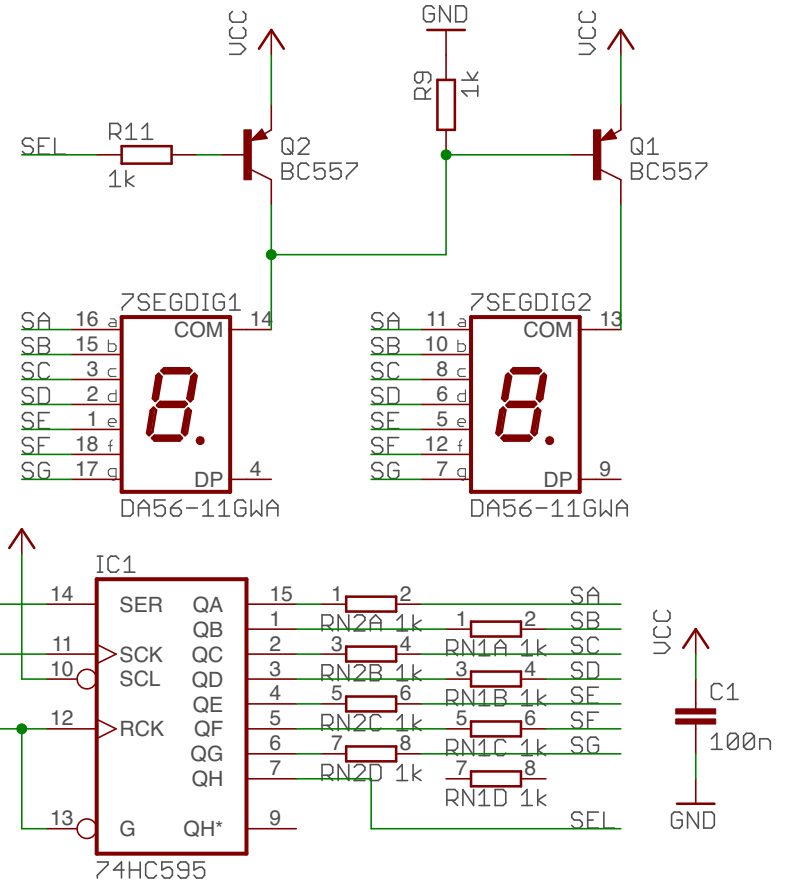 GND
VCC
VCC
R9
1k
R11
SEL
1k
Q2
BC557
Q1
BC557
7SEGDIG1
7SEGDIG2
SA 16 a COM 14
SB 15 b
SC 3 c
SD 2 d
SE 1 e
SF 18 f
SG 17 g DP 4
DA56-11GWA
SA 11 a COM 13
SB 10 b
SC 8 c
SD 6 d
SE 5 e
SF 12 f
SG 7 g DP 9
DA56-11GWA
IC1
14 SER QA 15 1 2 SA
RN2A 1k
QB 1 1 2 SB
RN1A 1k
11 SCK QC 2 3 4 SC
RN2B 1k
10 SCL QD 3 3 4 SD
RN1B 1k
QE 4 5 6 SE
RN2C 1k
12 RCK QF 5 5 6 SF
RN1C 1k
QG 6 7 8 SG
RN2D 1k
QH 7
7 8
RN1D 1k
13 G QH* 9 SEL
74HC595
VCC
C1
100n
GND